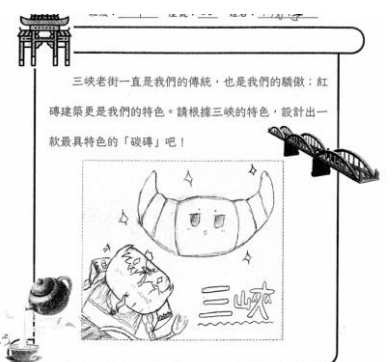 三峽老街一直是我們的傳統，也是我們的驕傲；紅
磚建築更是我們的特色。請根據三峽的特色，設計出一
款最具特色的「碳磚」吧！
三峽